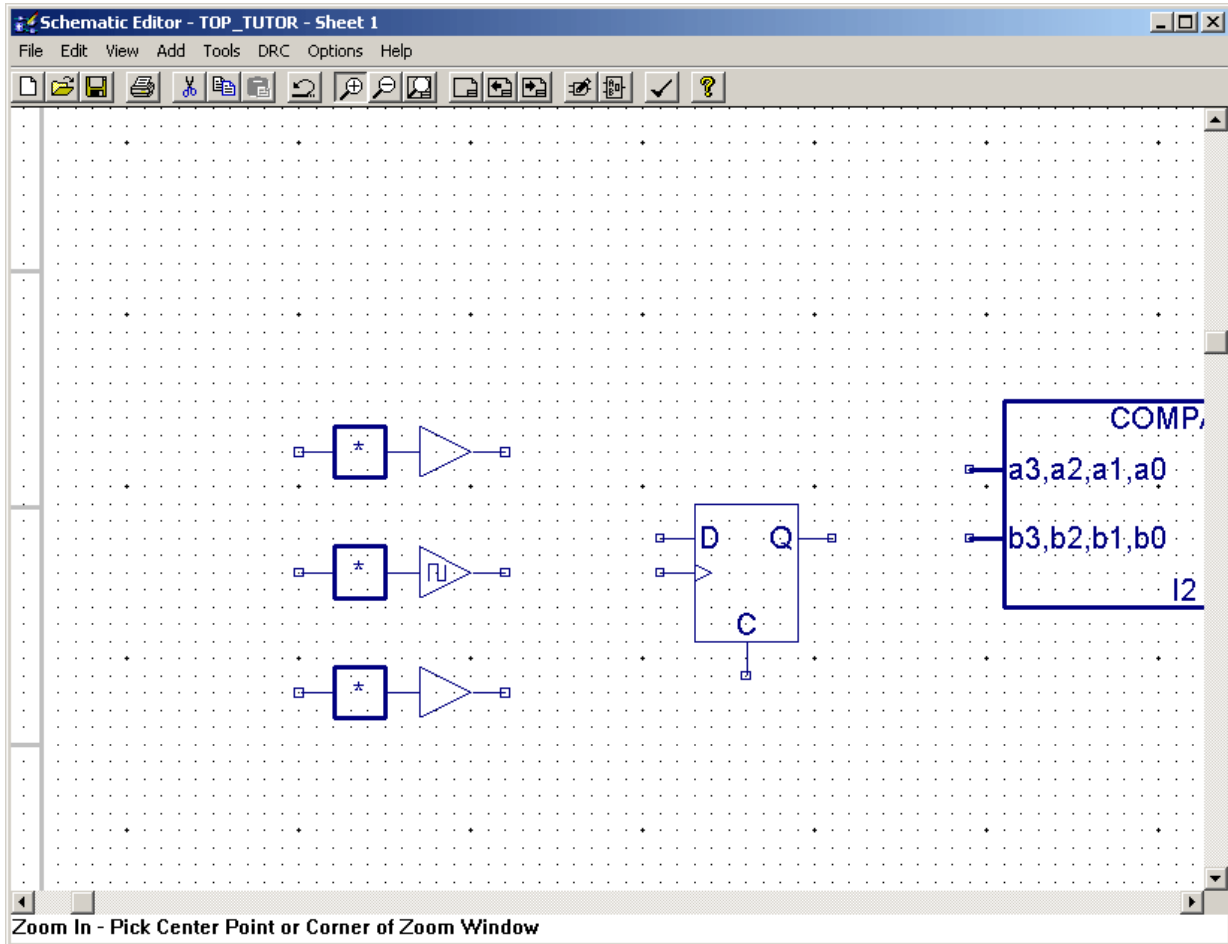 Schematic Editor - TOP_TUTOR - Sheet 1
File Edit View Add Tools DRC Options Help
COMPA
*
a3,a2,a1,a0
D Q
b3,b2,b1,b0
*
I2
C
*
Zoom In - Pick Center Point or Corner of Zoom Window